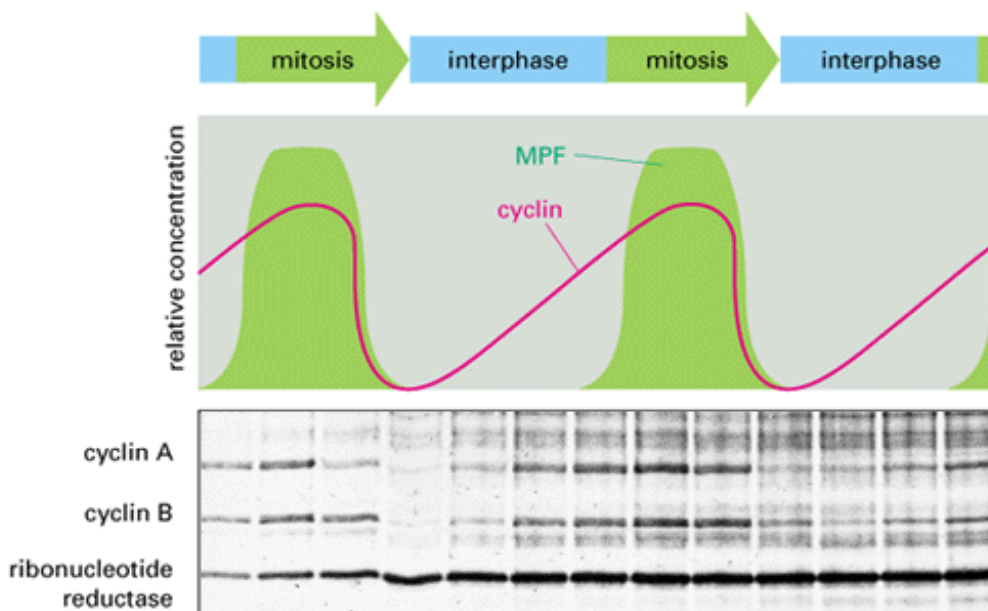 mitosis
interphase
mitosis
interphase
relative concentration
MPF
cyclin
cyclin A
cyclin B
ribonucleotide
reductase